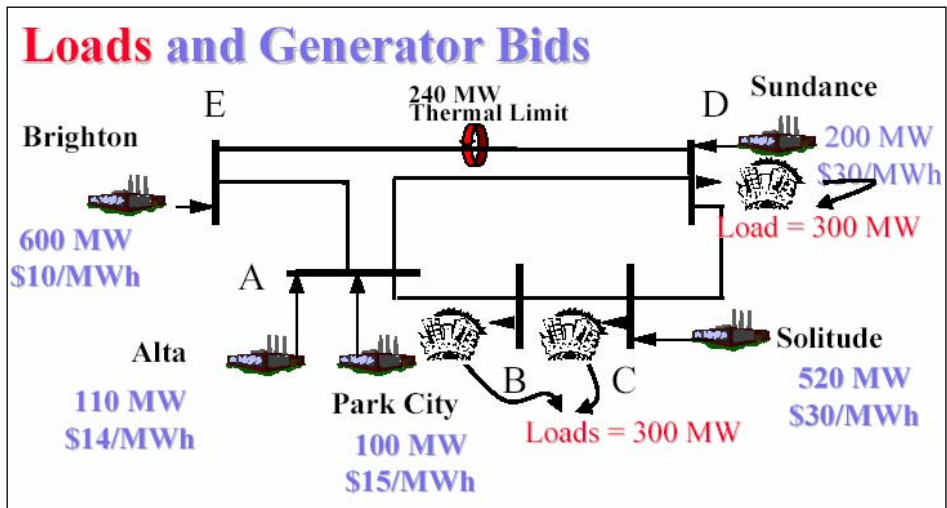 Loads and Generator Bids
240 MW
Thermal Limit
E
D
Sundance
Brighton
200 MW
$30/MWh
Load = 300 MW
600 MW
$10/MWh
A
Alta
B
C
Solitude
110 MW
$14/MWh
Park City
100 MW
$15/MWh
Loads = 300 MW
520 MW
$30/MWh